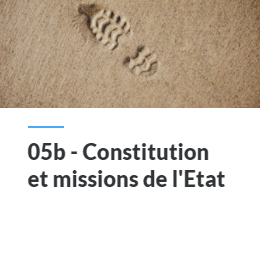 05b - Constitution
et missions de l'Etat